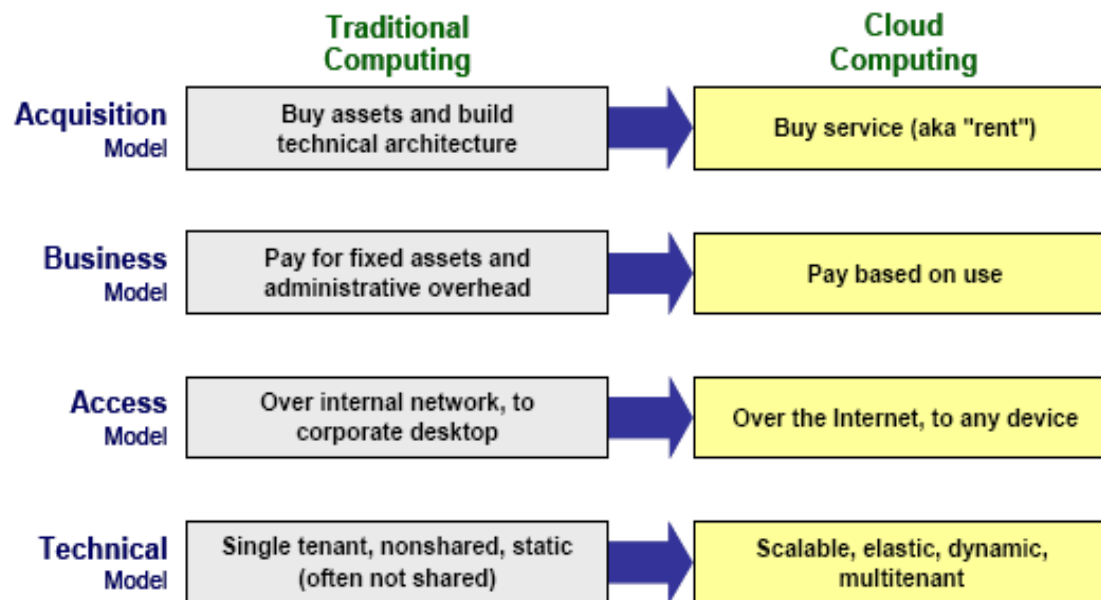 Traditional
Computing
Cloud
Computing
Acquisition
Model
Buy assets and build
technical architecture
Buy service (aka "rent")
Business
Model
Pay for fixed assets and
administrative overhead
Pay based on use
Access
Model
Over internal network, to
corporate desktop
Over the Internet, to any device
Technical
Model
Single tenant, nonshared, static
(often not shared)
Scalable, elastic, dynamic,
multitenant